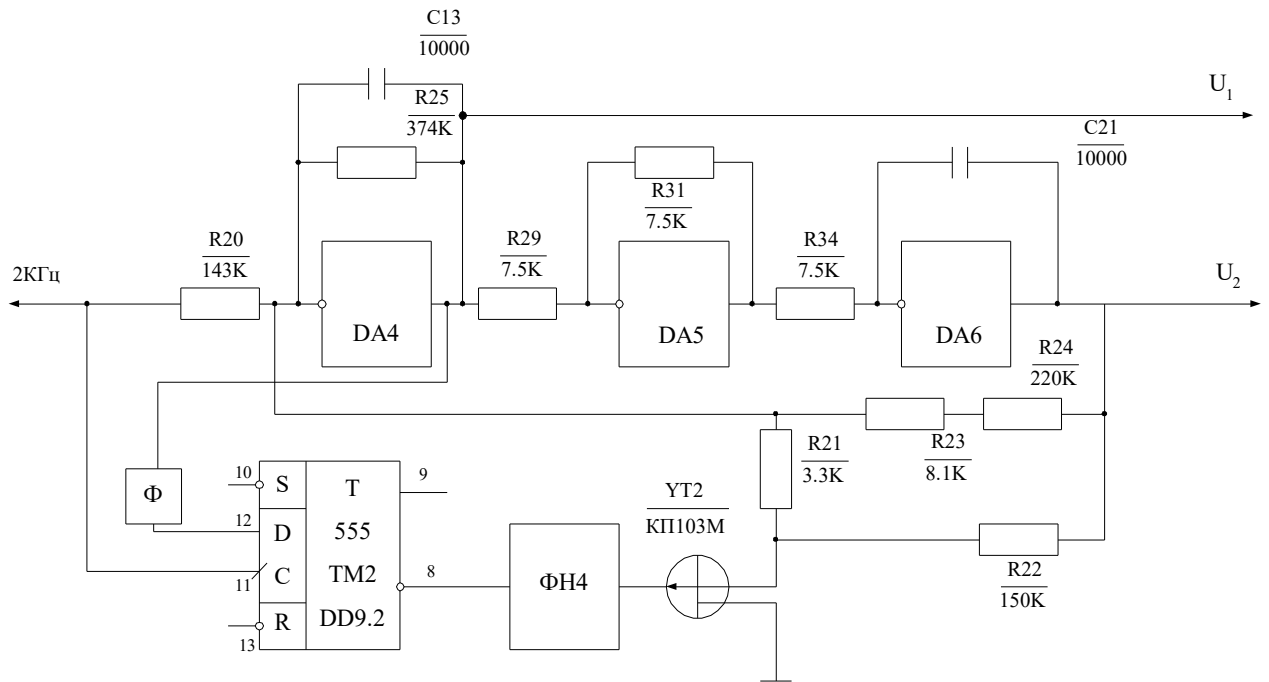 C13
10000
U1
R25
374K
C21
10000
R31
7.5K
R20
143K
R29
7.5K
R34
7.5K
2КГц
U2
DA4
DA5
DA6
R24
220K
R21
3.3K
R23
8.1K
10
S
T
9
Ф
YT2
КП103М
12
D
555
11
C
TM2
8
ФН4
R22
150K
R
DD9.2
13